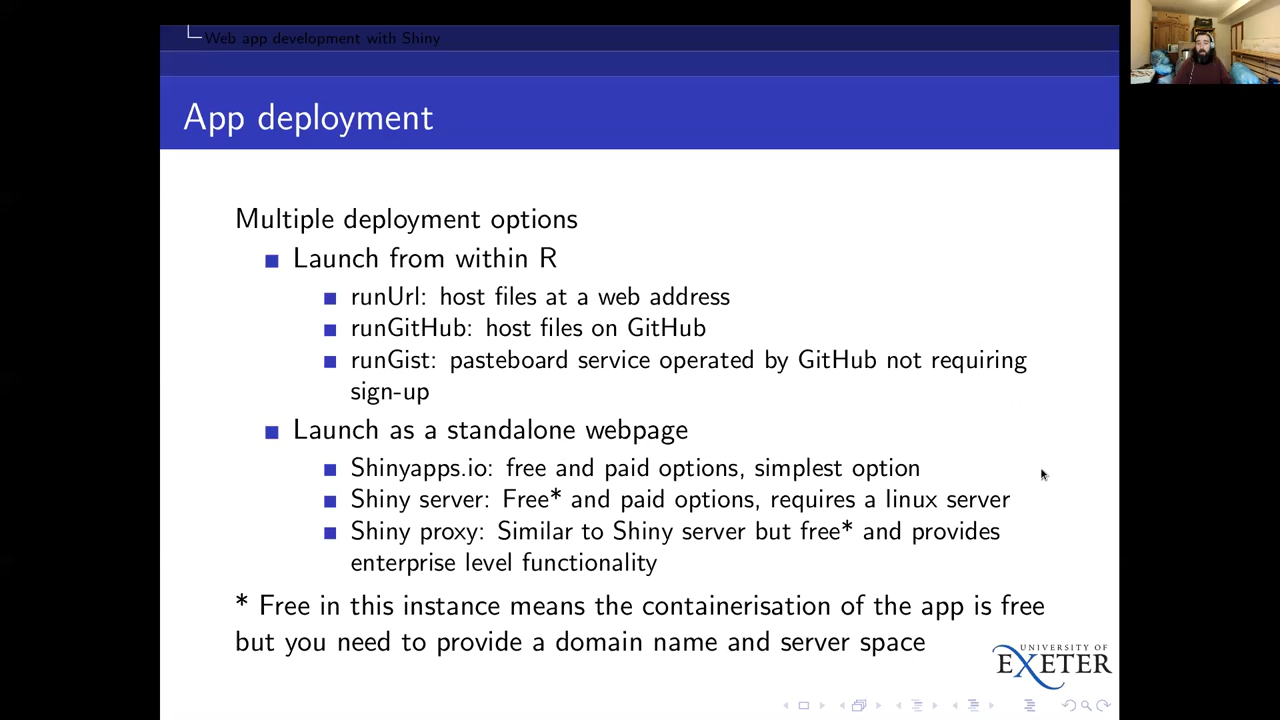 Web app development with Shiny
App deployment
Multiple deployment options
Launch from within R
runUrl: host files at a web address
runGitHub: host files on GitHub
runGist: pasteboard service operated by GitHub not requiring
sign-up
Launch as a standalone webpage
Shinyapps.io: free and paid options, simplest option
Shiny server: Free* and paid options, requires a linux server
Shiny proxy: Similar to Shiny server but free* and provides
enterprise level functionality
* Free in this instance means the containerisation of the app is free
but you need to provide a domain name and server space
UNIVERSITY OF
EXETER